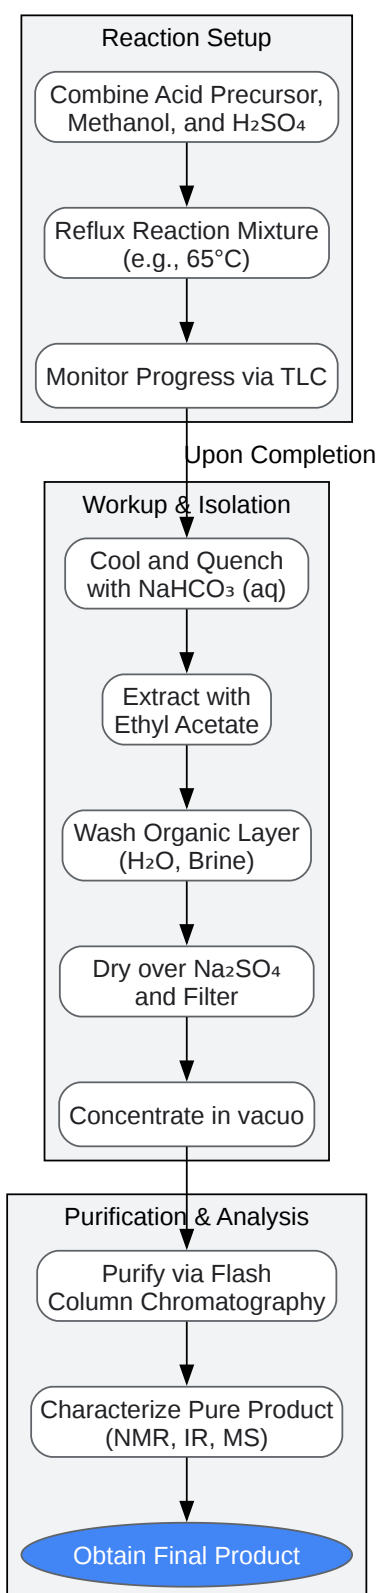 Reaction Setup
Combine Acid Precursor,
Methanol, and H₂SO₄
Reflux Reaction Mixture
(e.g., 65°C)
Monitor Progress via TLC
Upon Completion
Workup & Isolation
Cool and Quench
with NaHCO₃ (aq)
Extract with
Ethyl Acetate
Wash Organic Layer
(H₂O, Brine)
Dry over Na₂SO₄
and Filter
Concentrate in vacuo
Purification & Analysis
Purify via Flash
Column Chromatography
Characterize Pure Product
(NMR, IR, MS)
Obtain Final Product